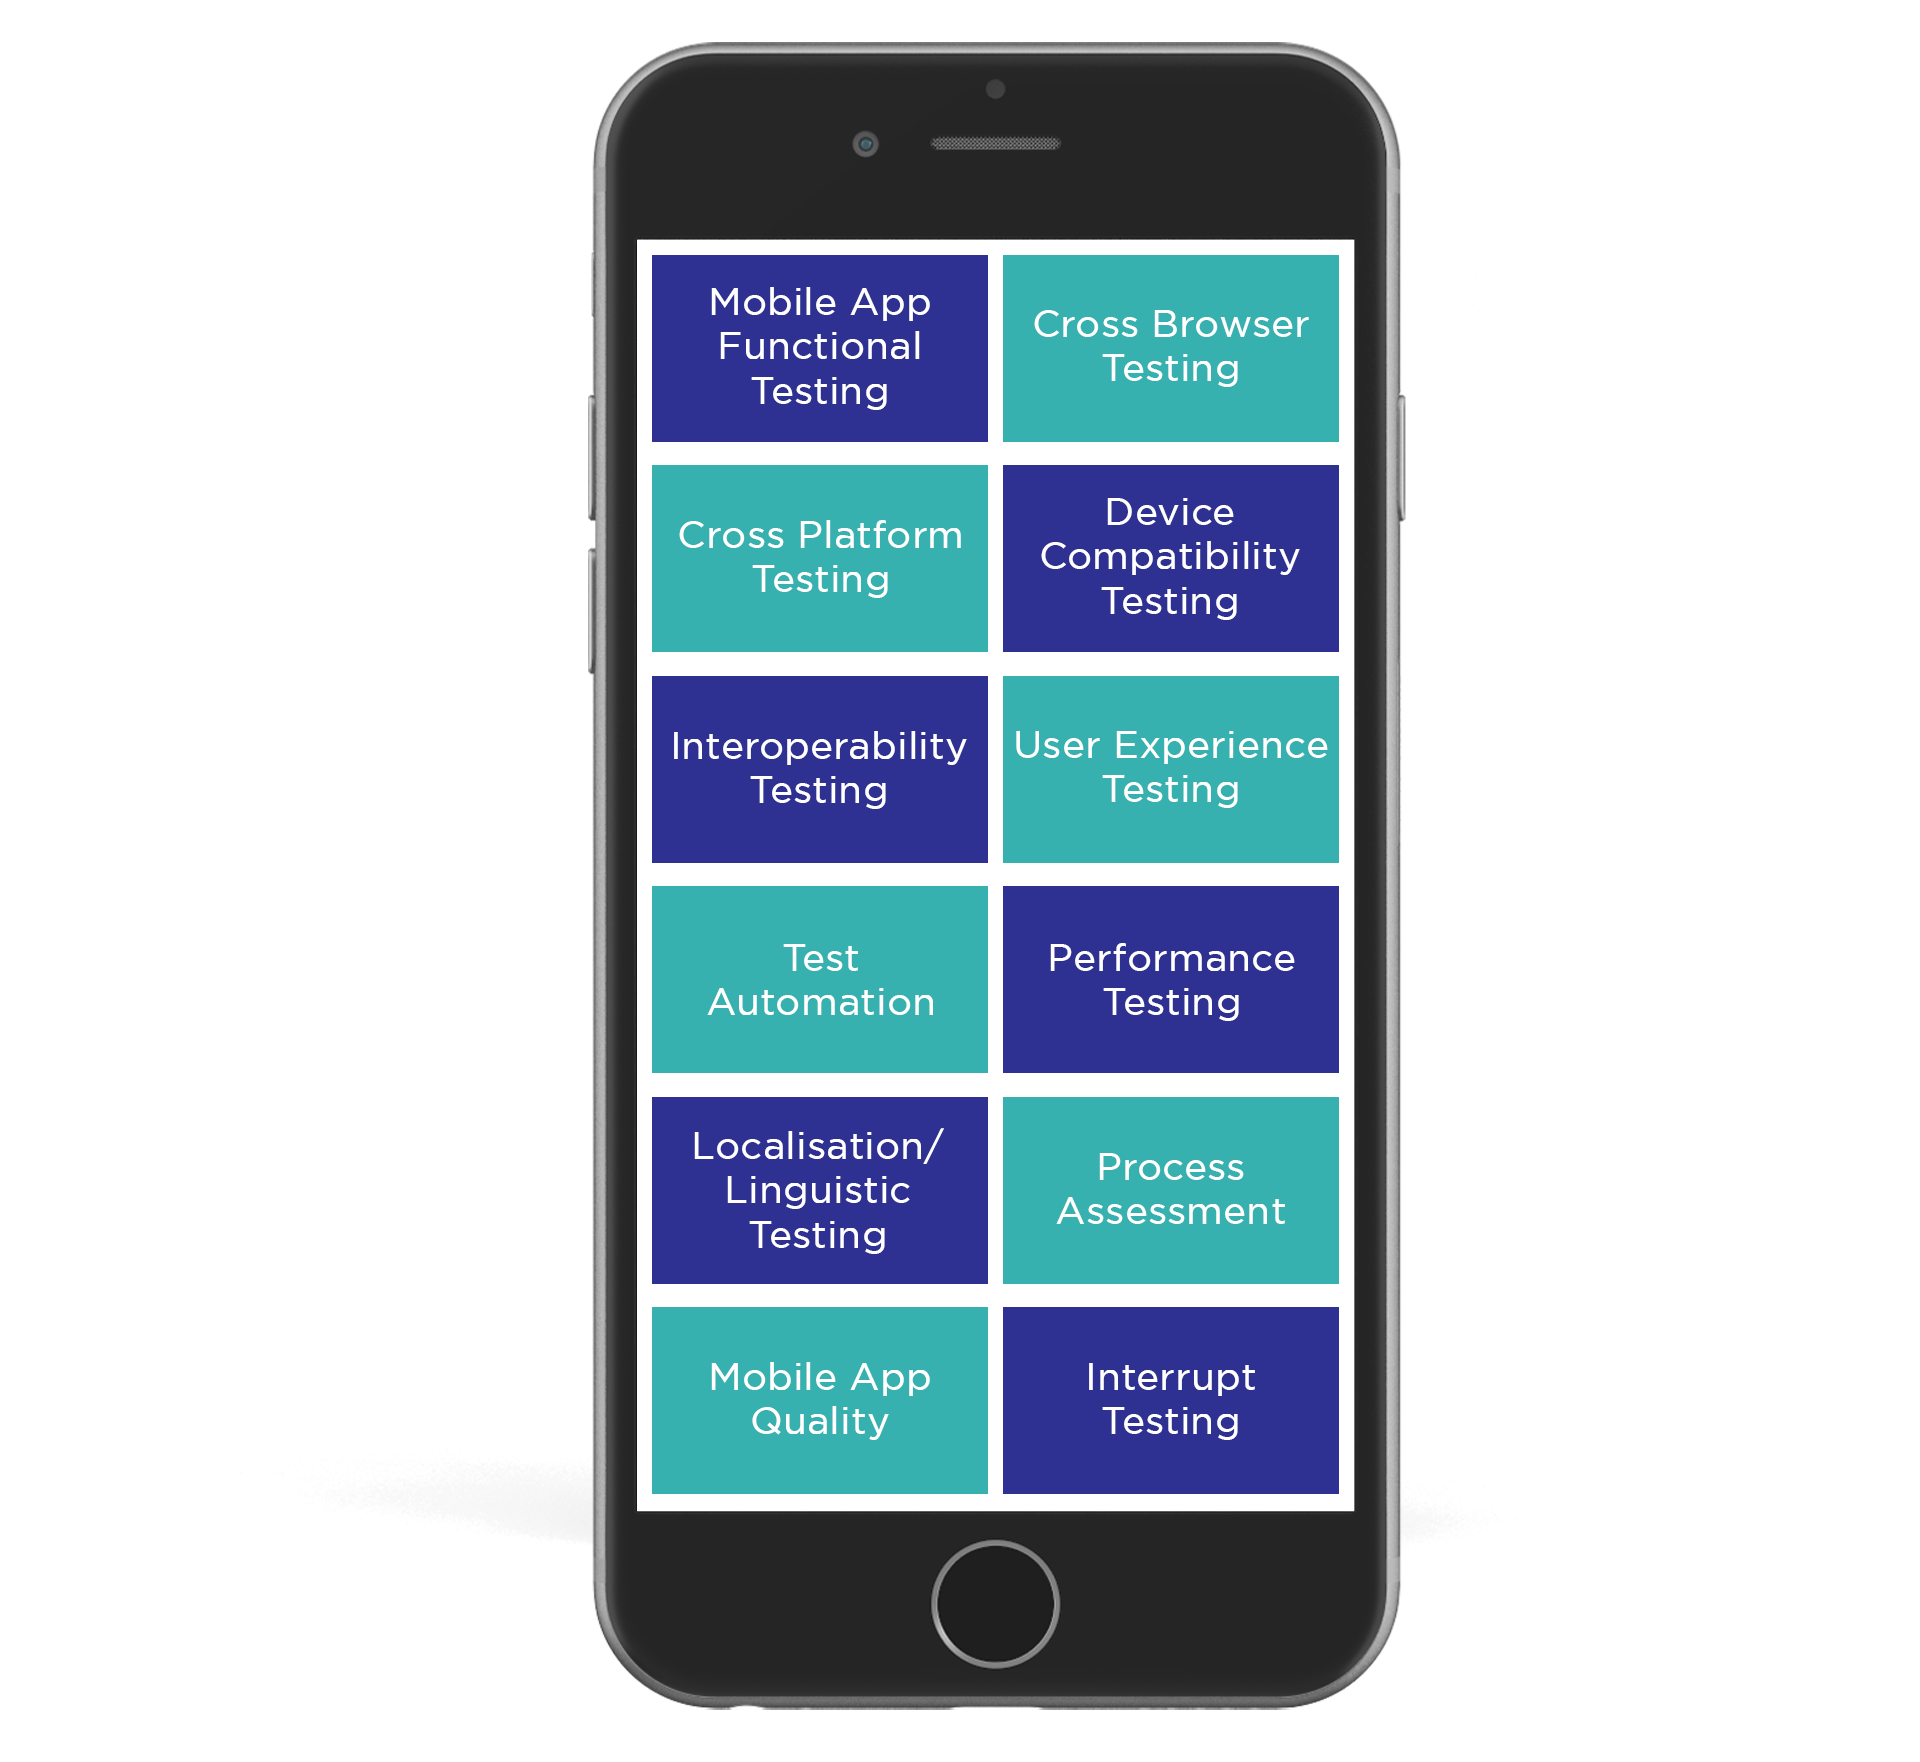 Mobile App
Functional
Testing
Cross Browser
Testing
Cross Platform
Testing
Device
Compatibility
Testing
Interoperability
Testing
User Experience
Testing
Test
Automation
Performance
Testing
Localisation/
Linguistic
Testing
Process
Assessment
Mobile App
Quality
Interrupt
Testing